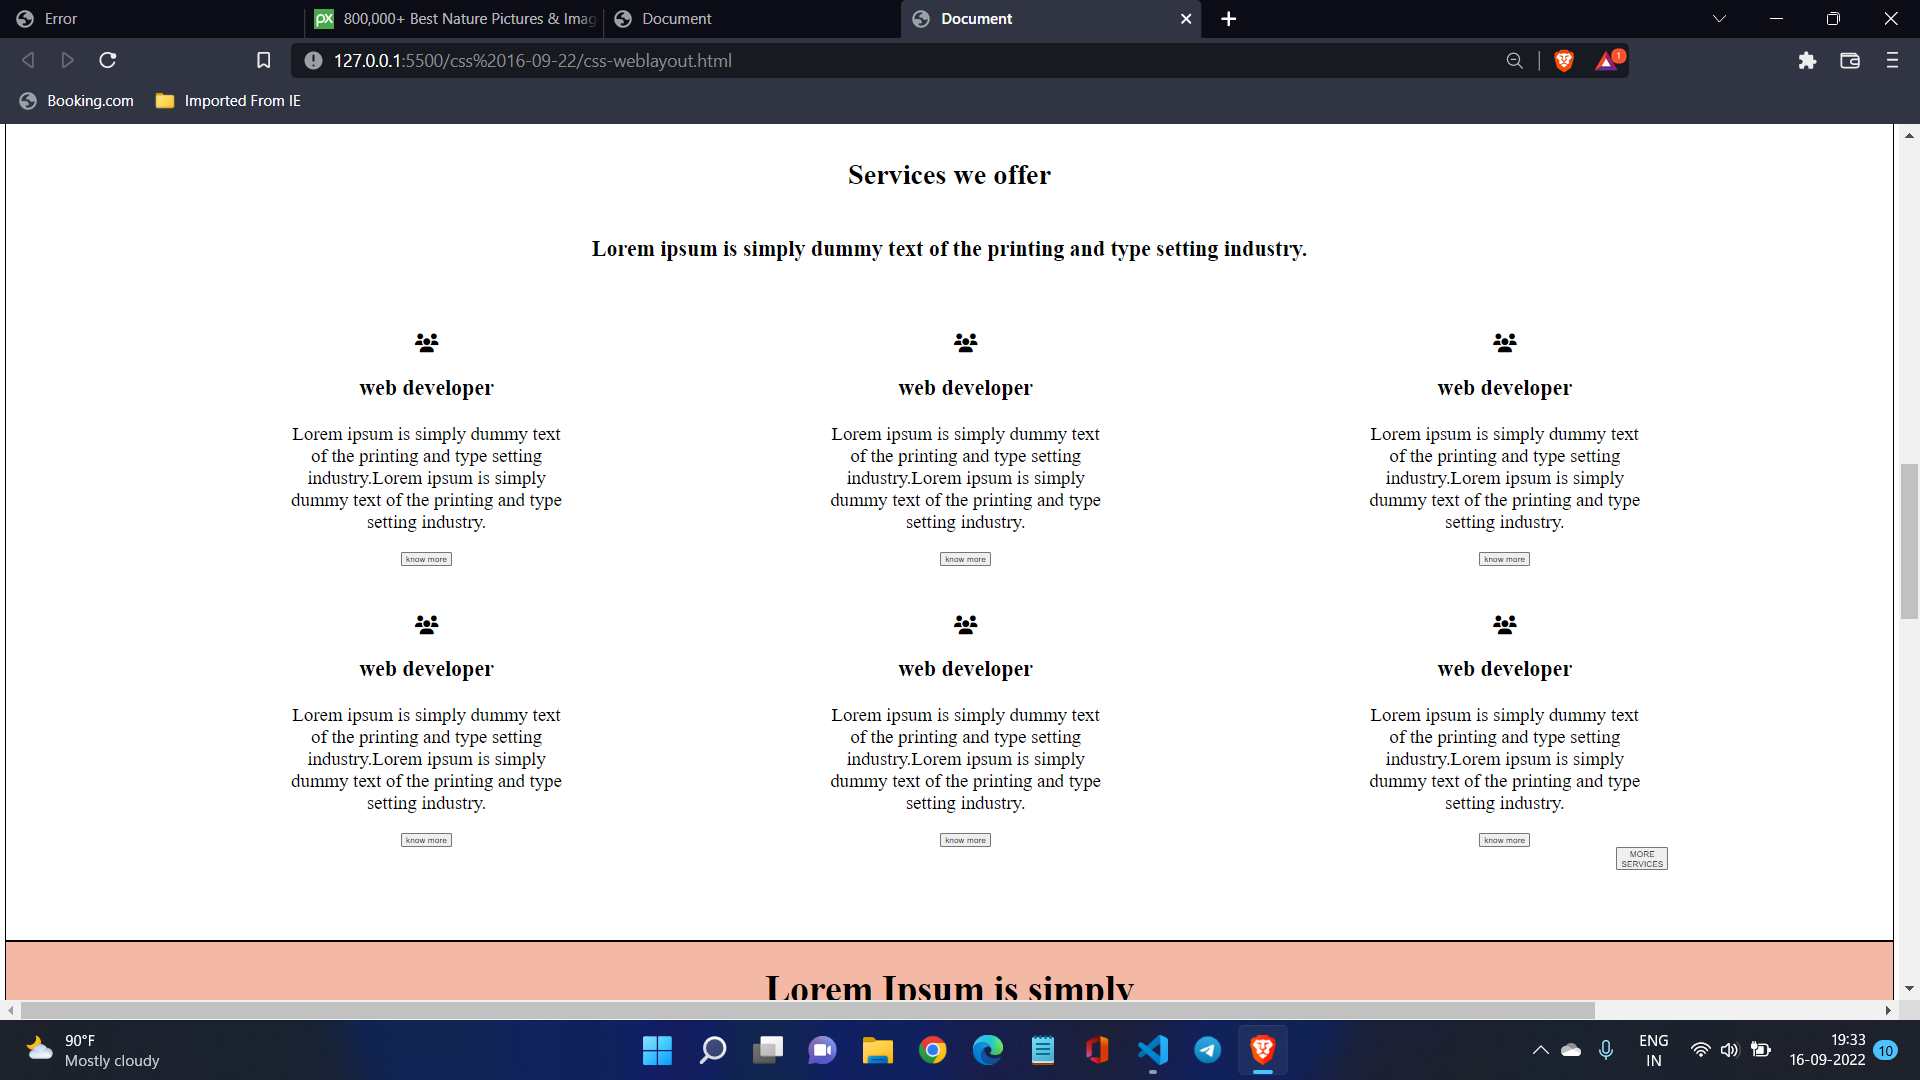 Error
800,000+ Best Nature Pictures & Imag
Document
Document
127.0.0.1:5500/css%2016-09-22/css-weblayout.html
1
Booking.com
Imported From IE
Services we offer
Lorem ipsum is simply dummy text of the printing and type setting industry.
web developer
Lorem ipsum is simply dummy text
of the printing and type setting
industry.Lorem ipsum is simply
dummy text of the printing and type
setting industry.
know more
web developer
Lorem ipsum is simply dummy text
of the printing and type setting
industry.Lorem ipsum is simply
dummy text of the printing and type
setting industry.
know more
web developer
Lorem ipsum is simply dummy text
of the printing and type setting
industry.Lorem ipsum is simply
dummy text of the printing and type
setting industry.
know more
web developer
Lorem ipsum is simply dummy text
of the printing and type setting
industry.Lorem ipsum is simply
dummy text of the printing and type
setting industry.
know more
web developer
Lorem ipsum is simply dummy text
of the printing and type setting
industry.Lorem ipsum is simply
dummy text of the printing and type
setting industry.
know more
web developer
Lorem ipsum is simply dummy text
of the printing and type setting
industry.Lorem ipsum is simply
dummy text of the printing and type
setting industry.
know more
MORE
SERVICES
Lorem Ipsum is simply
90°F
Mostly cloudy
ENG
IN
19:33
16-09-2022
10